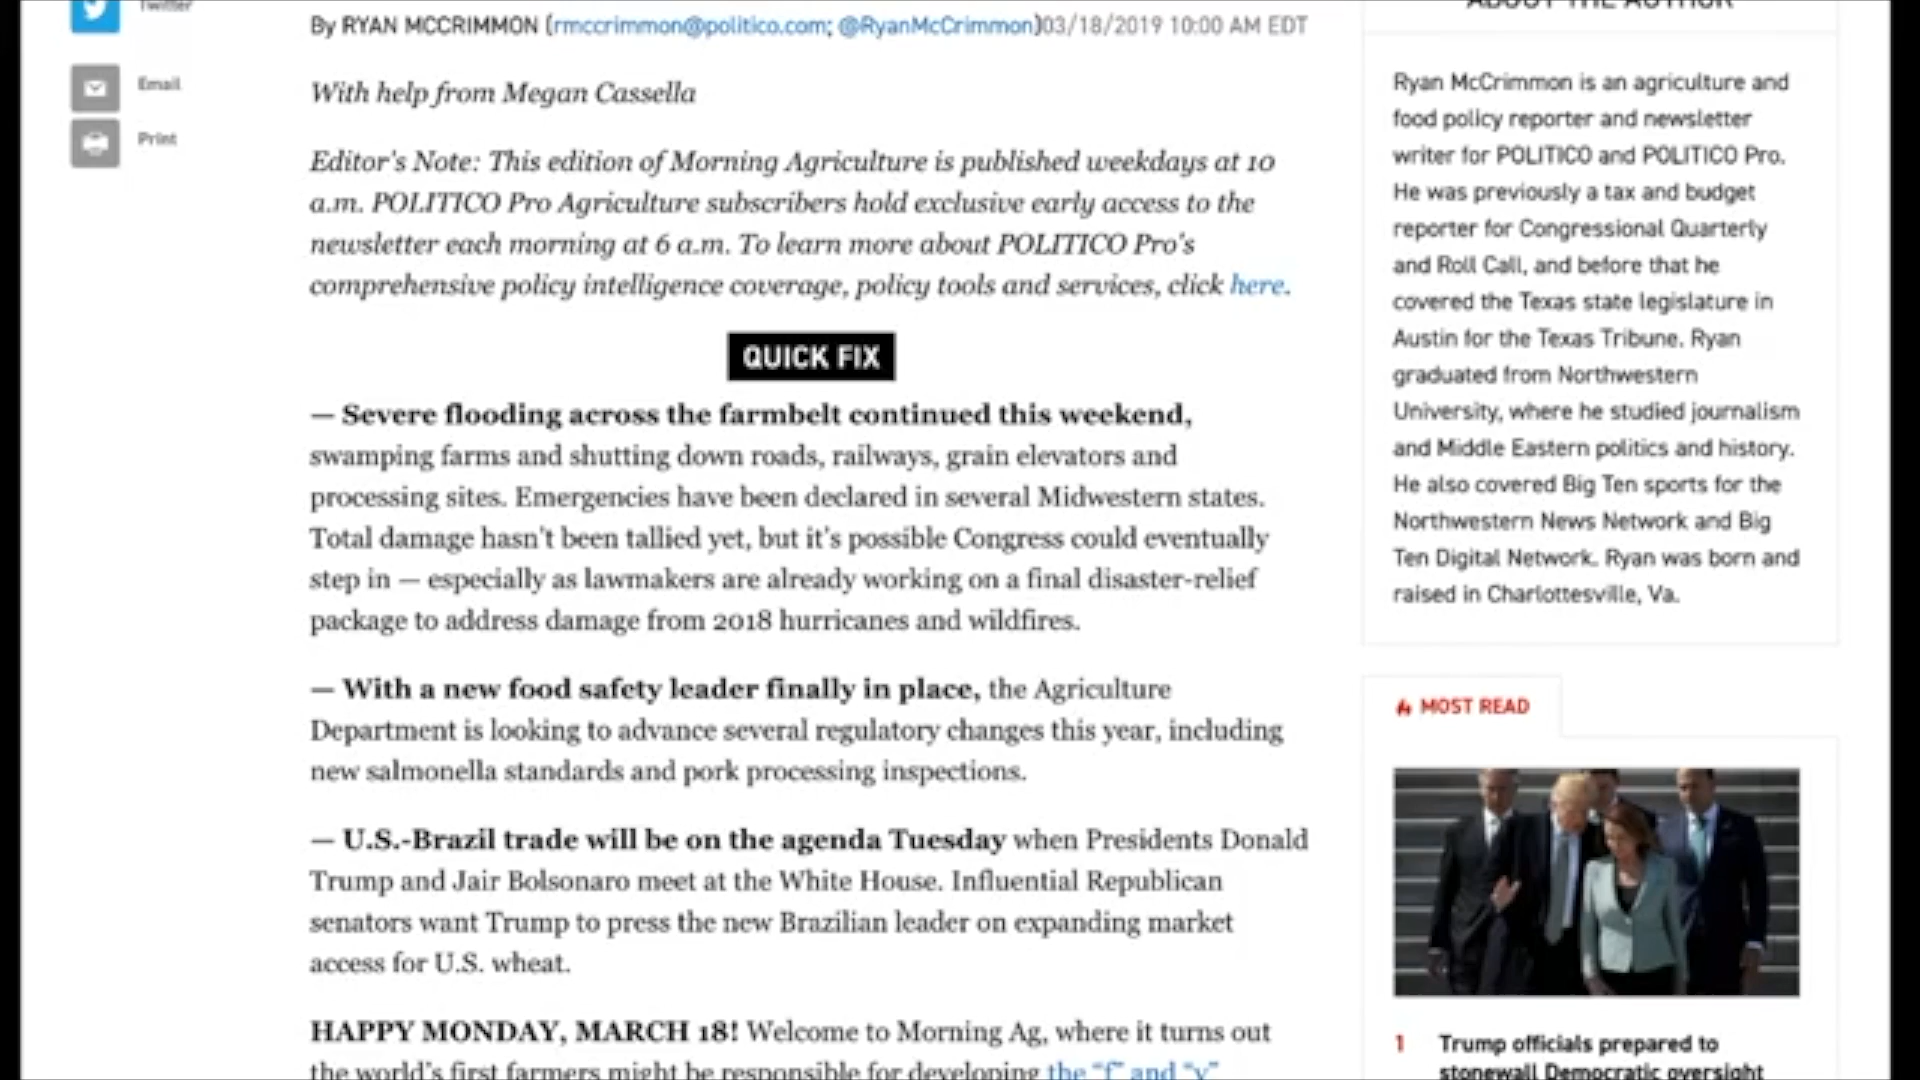 Twitter
Email
Print
By RYAN MCCRIMMON (rmccrimmon@politico.com; @RyanMcCrimmon)03/18/2019 10:00 AM EDT
With help from Megan Cassella
Editor's Note: This edition of Morning Agriculture is published weekdays at 10
a.m. POLITICO Pro Agriculture subscribers hold exclusive early access to the
newsletter each morning at 6 a.m. To learn more about POLITICO Pro's
comprehensive policy intelligence coverage, policy tools and services, click here.
QUICK FIX
— Severe flooding across the farmbelt continued this weekend,
swamping farms and shutting down roads, railways, grain elevators and
processing sites. Emergencies have been declared in several Midwestern states.
Total damage hasn't been tallied yet, but it's possible Congress could eventually
step in — especially as lawmakers are already working on a final disaster-relief
package to address damage from 2018 hurricanes and wildfires.
— With a new food safety leader finally in place, the Agriculture
Department is looking to advance several regulatory changes this year, including
new salmonella standards and pork processing inspections.
— U.S.-Brazil trade will be on the agenda Tuesday when Presidents Donald
Trump and Jair Bolsonaro meet at the White House. Influential Republican
senators want Trump to press the new Brazilian leader on expanding market
access for U.S. wheat.
HAPPY MONDAY, MARCH 18! Welcome to Morning Ag, where it turns out
the world's first farmers might be responsible for developing the "f" and "v"
ABOUT THE AUTHOR
Ryan McCrimmon is an agriculture and
food policy reporter and newsletter
writer for POLITICO and POLITICO Pro.
He was previously a tax and budget
reporter for Congressional Quarterly
and Roll Call, and before that he
covered the Texas state legislature in
Austin for the Texas Tribune. Ryan
graduated from Northwestern
University, where he studied journalism
and Middle Eastern politics and history.
He also covered Big Ten sports for the
Northwestern News Network and Big
Ten Digital Network. Ryan was born and
raised in Charlottesville, Va.
MOST READ
1 Trump officials prepared to
stonewall Democratic oversight